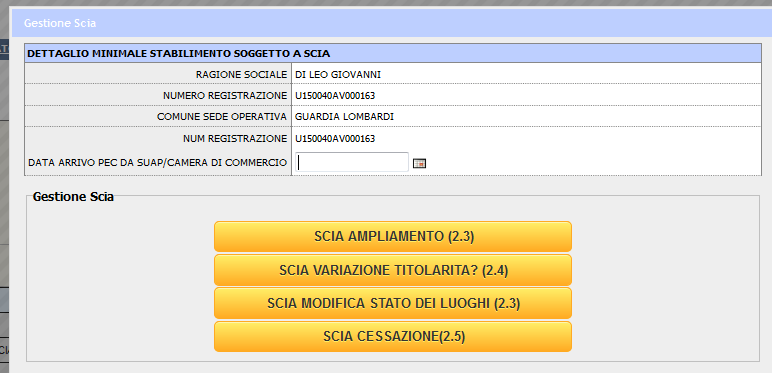 Gestione Scia
DETTAGLIO MINIMALE STABILIMENTO SOGGETTO A SCIA
RAGIONE SOCIALE DI LEO GIOVANNI
NUMERO REGISTRAZIONE U150040AV000163
COMUNE SEDE OPERATIVA GUARDIA LOMBARDI
NUM REGISTRAZIONE U150040AV000163
DATA ARRIVO PEC DA SUAP/CAMERA DI COMMERCIO
Gestione Scia
SCIA AMPLIAMENTO (2.3)
SCIA VARIAZIONE TITOLARITA? (2.4)
SCIA MODIFICA STATO DEI LUOGHI (2.3)
SCIA CESSAZIONE(2.5)